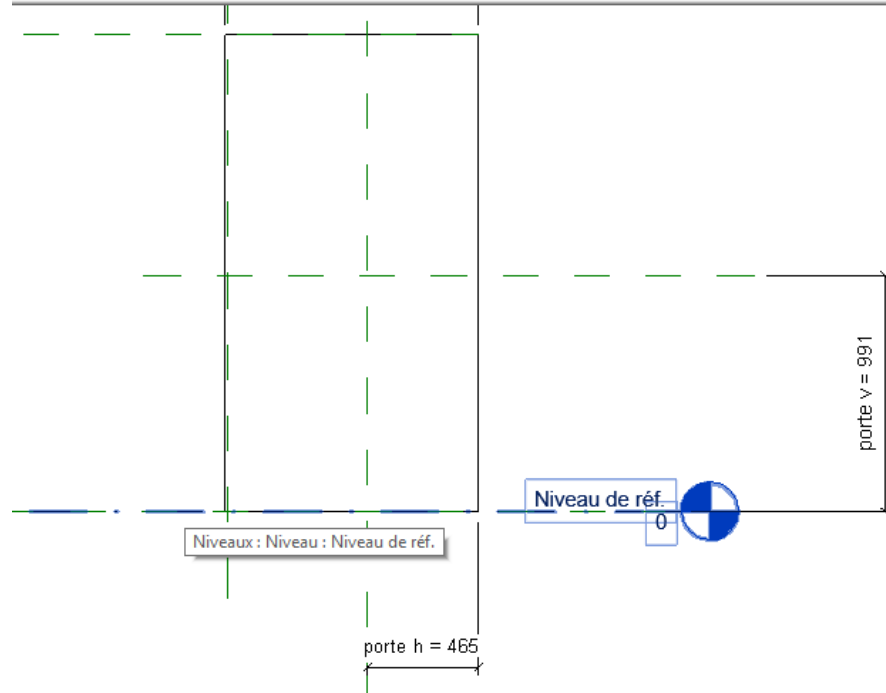 porte v = 991
Niveau de réf.
0
Niveaux : Niveau : Niveau de réf.
porte h = 465